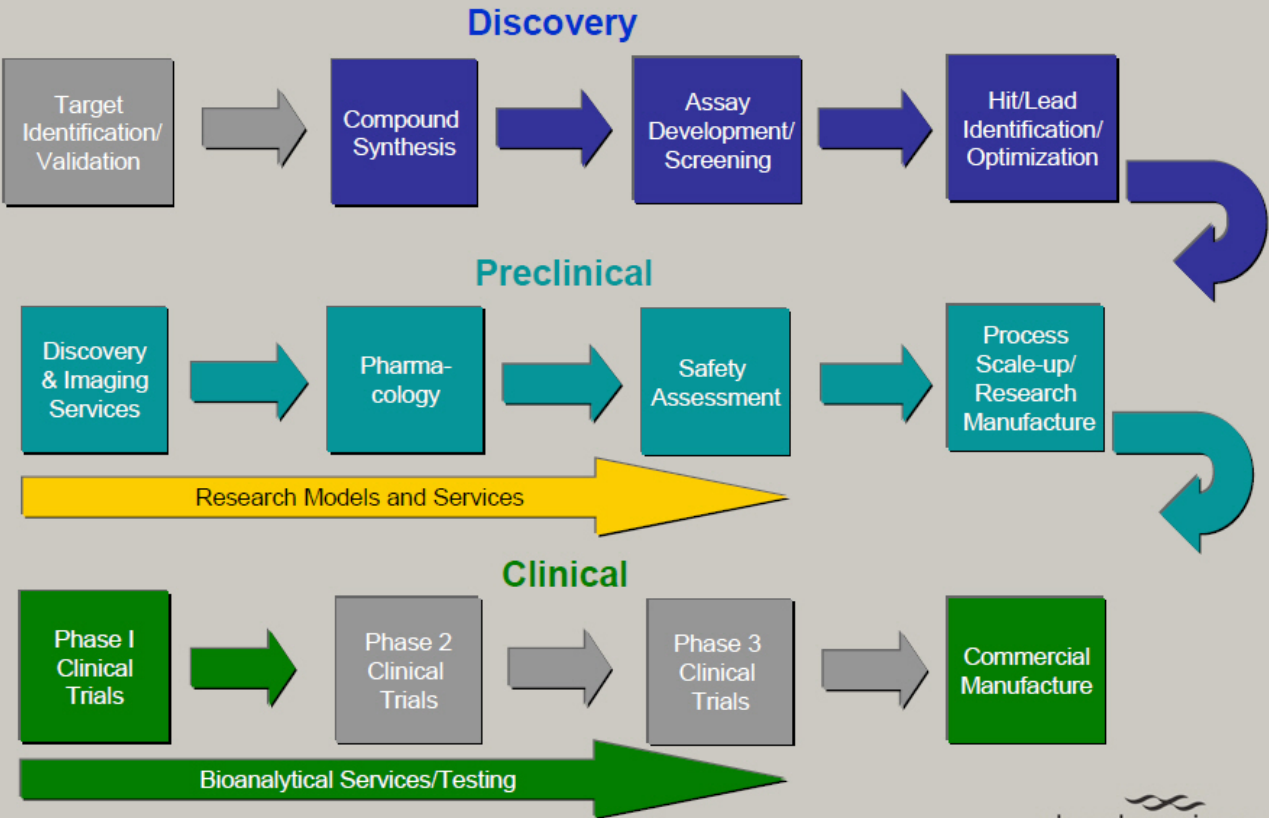 Discovery
Target
Identification/
Validation
Compound
Synthesis
Assay
Development/
Screening
Hit/Lead
Identification/
Optimization
Preclinical
Discovery
& Imaging
Services
Pharma-
cology
Safety
Assessment
Process
Scale-up/
Research
Manufacture
Research Models and Services
Clinical
Phase I
Clinical
Trials
Phase 2
Clinical
Trials
Phase 3
Clinical
Trials
Commercial
Manufacture
Bioanalytical Services/Testing